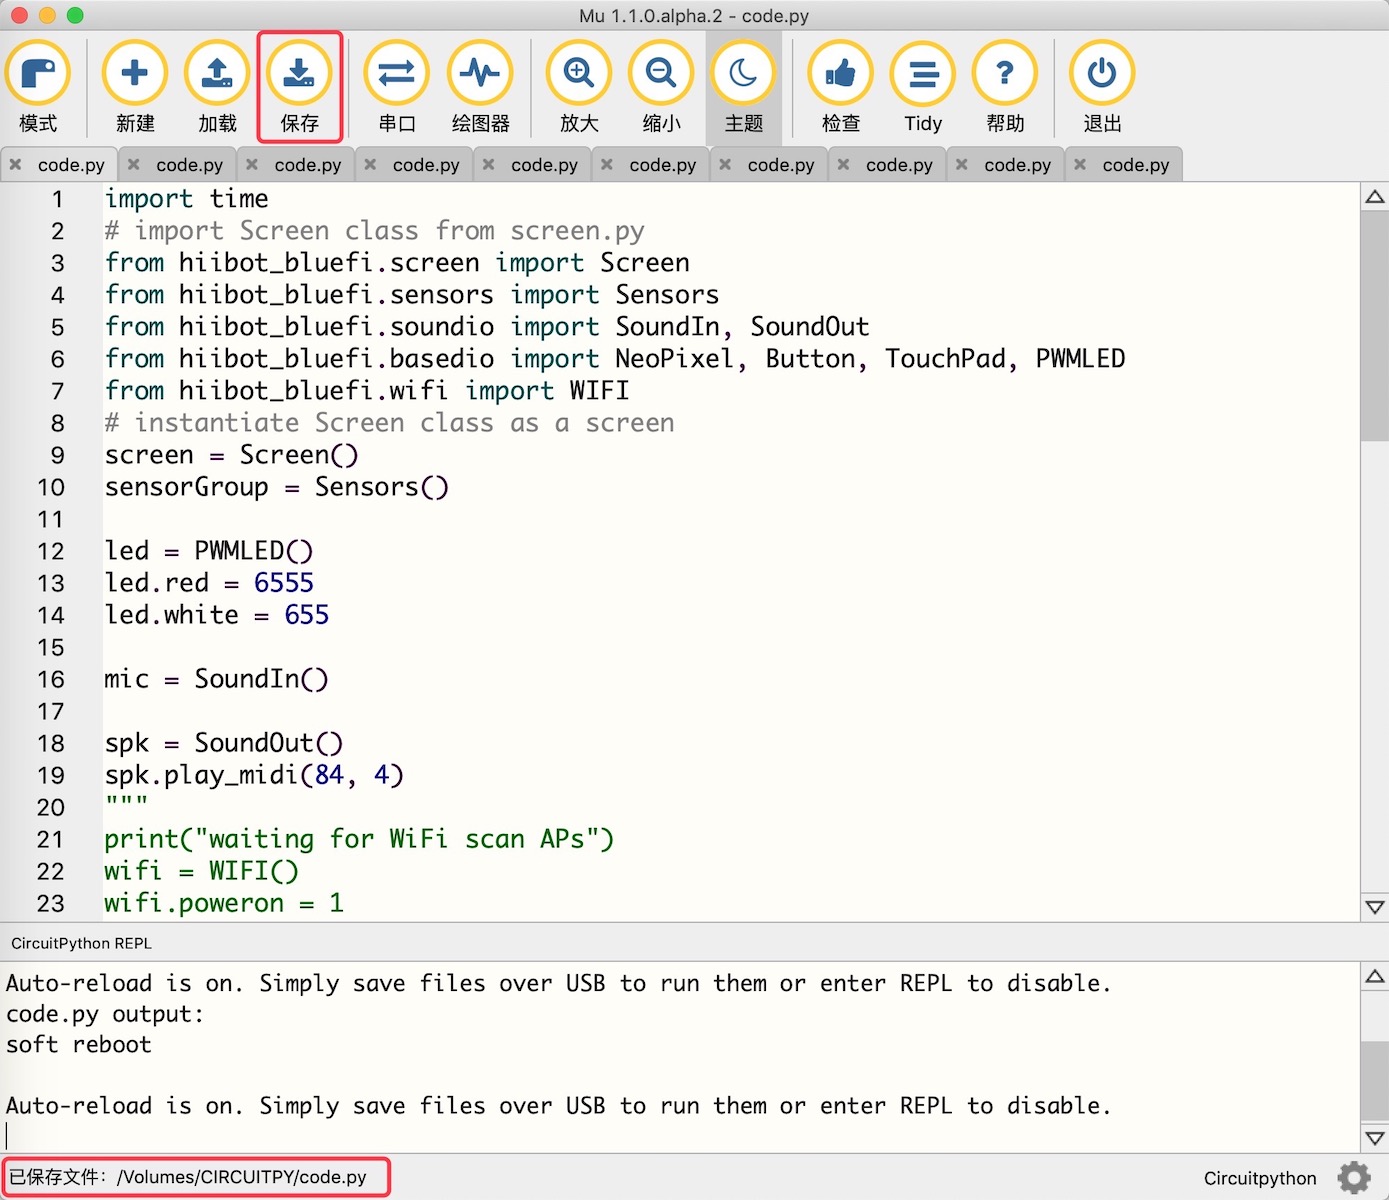 Mu 1.1.0.alpha.2 - code.py
模式 新建 加载 保存 串口 绘图器 放大 缩小 主题 检查 Tidy 帮助 退出
code.py code.py code.py code.py code.py code.py code.py code.py code.py code.py
1 import time
2 # import Screen class from screen.py
3 from hiibot_bluefi.screen import Screen
4 from hiibot_bluefi.sensors import Sensors
5 from hiibot_bluefi.soundio import SoundIn, SoundOut
6 from hiibot_bluefi.basedio import NeoPixel, Button, TouchPad, PWMLED
7 from hiibot_bluefi.wifi import WIFI
8 # instantiate Screen class as a screen
9 screen = Screen()
10 sensorGroup = Sensors()
11
12 led = PWMLED()
13 led.red = 6555
14 led.white = 655
15
16 mic = SoundIn()
17
18 spk = SoundOut()
19 spk.play_midi(84, 4)
20 """
21 print("waiting for WiFi scan APs")
22 wifi = WIFI()
23 wifi.poweron = 1
CircuitPython REPL
Auto-reload is on. Simply save files over USB to run them or enter REPL to disable.
code.py output:
soft reboot
Auto-reload is on. Simply save files over USB to run them or enter REPL to disable.
已保存文件：/Volumes/CIRCUITPY/code.py
Circuitpython